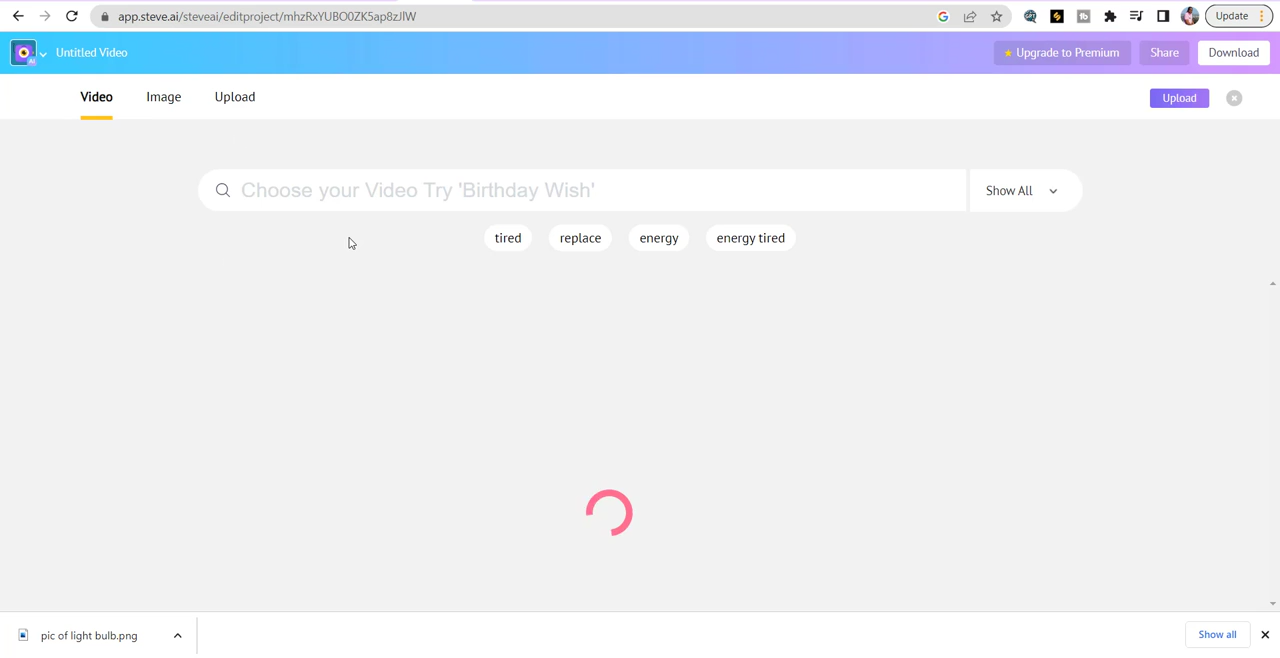 app.steve.ai/steveai/editproject/mhzRxYUBO0ZK5ap8zJlW
Update
Untitled Video
Upgrade to Premium
Share
Download
Video
Image
Upload
Upload
Choose your Video Try 'Birthday Wish'
Show All
tired
replace
energy
energy tired
pic of light bulb.png
Show all